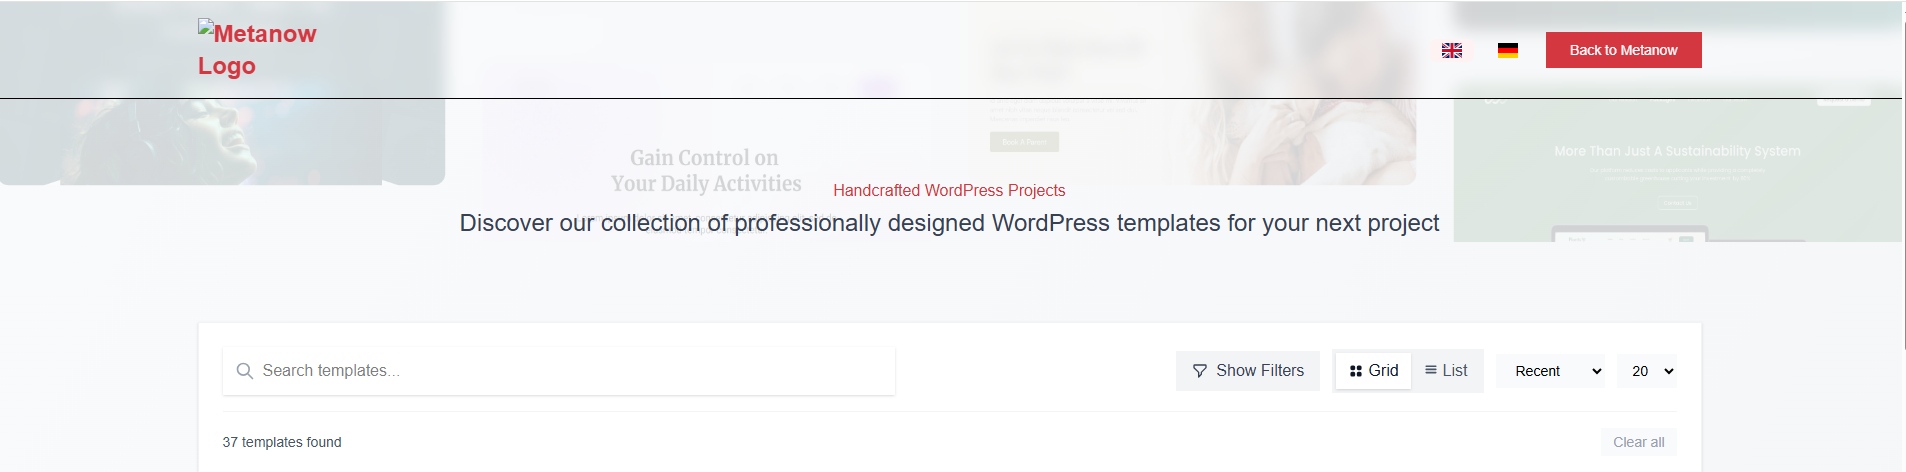 Metanow
Logo
Back to Metanow
Book A Room
Gain Control on
Your Daily Activities
More Than Just A Sustainability System
Handcrafted WordPress Projects
Discover our collection of professionally designed WordPress templates for your next project
Search templates...
Show Filters
Grid
List
Recent
20
37 templates found
Clear all